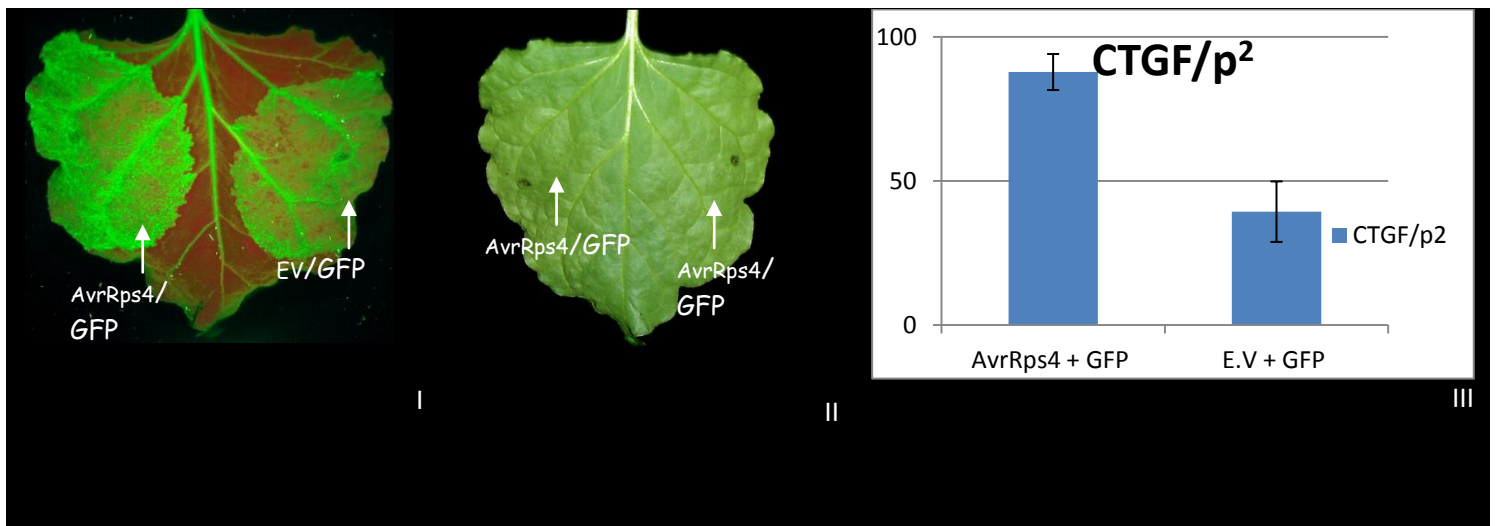 AvrRps4/
GFP
EV/GFP
I
AvrRps4/GFP
AvrRps4/
GFP
II
CTGF/p²
100
50
0
AvrRps4 + GFP
E.V + GFP
CTGF/p2
III